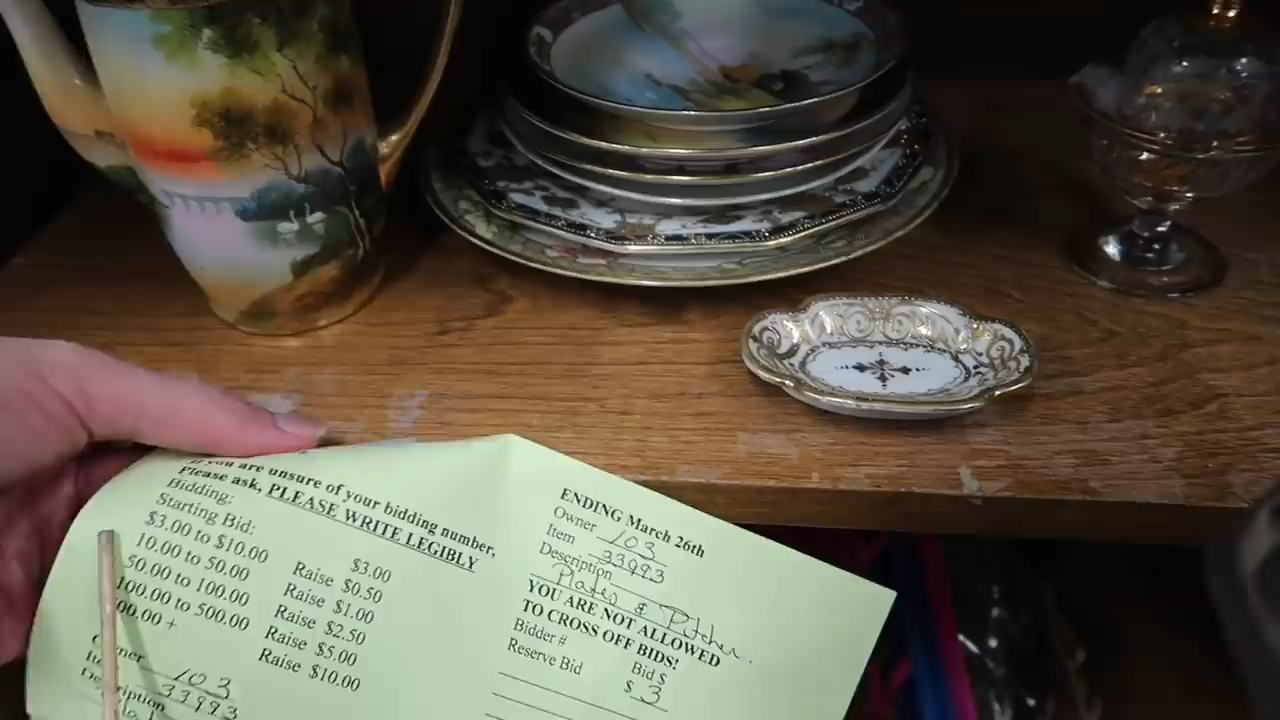 If you are unsure of your bidding number,
Please ask, PLEASE WRITE LEGIBLY
Bidding:
Starting Bid: $3.00
$3.00 to $10.00 Raise $0.50
10.00 to 50.00 Raise $1.00
50.00 to 100.00 Raise $2.50
100.00 to 500.00 Raise $5.00
500.00 + Raise $10.00
Owner 103
Item 33993
Description
ENDING March 26th
Owner 103
Item 33993
Description
Plates & Pitcher.
YOU ARE NOT ALLOWED
TO CROSS OFF BIDS!
Bidder # Bid $
Reserve Bid $ 3